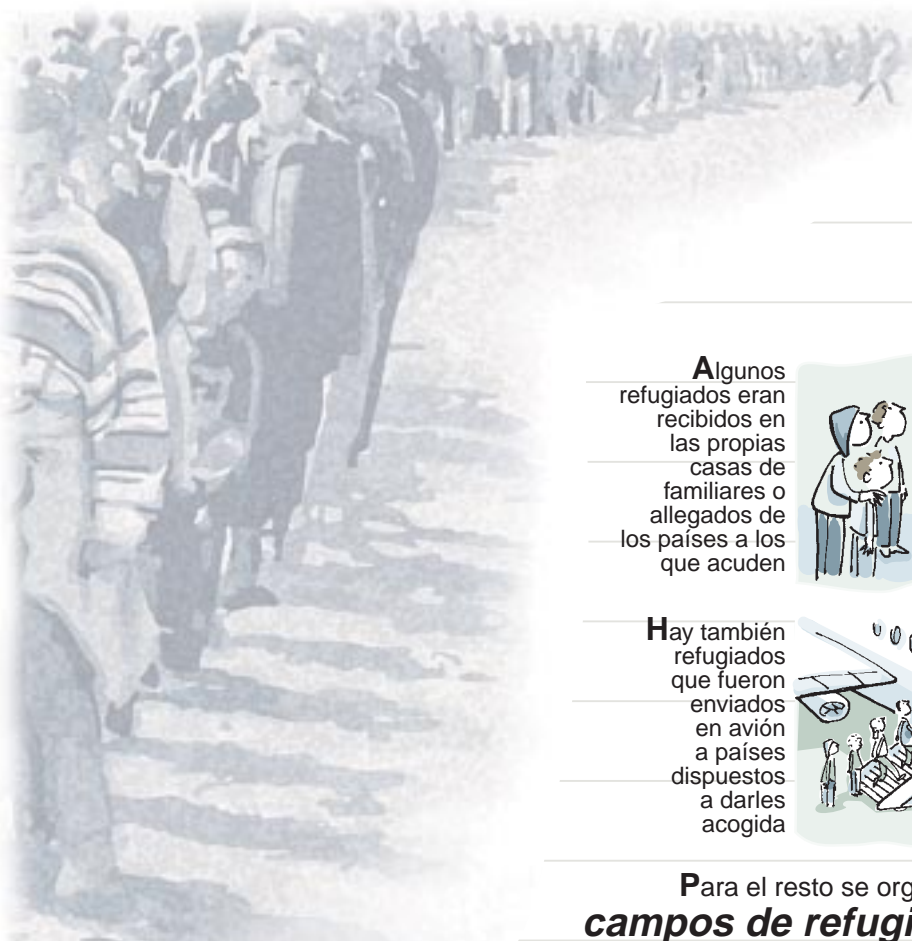 Algunos
refugiados eran
recibidos en
las propias
casas de
familiares o
allegados de
los países a los
que acuden
Hay también
refugiados
que fueron
enviados
en avión
a países
dispuestos
a darles
acogida
Para el resto se org
campos de refugi